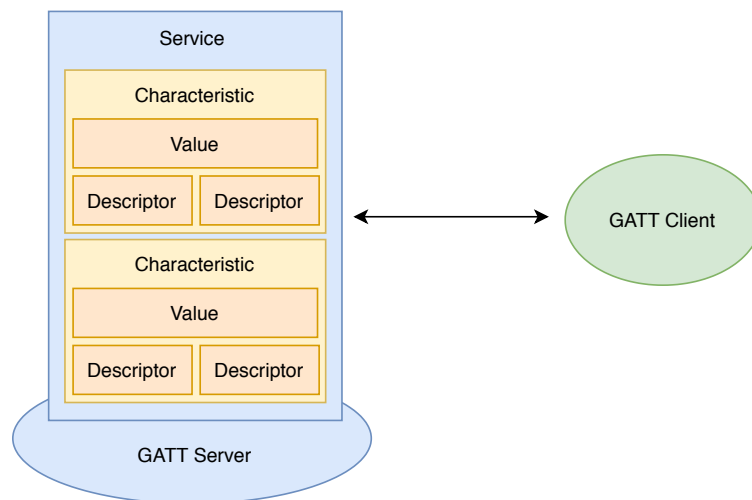 Service
Characteristic
Value
Descriptor Descriptor
Characteristic
Value
Descriptor Descriptor
GATT Server
GATT Client